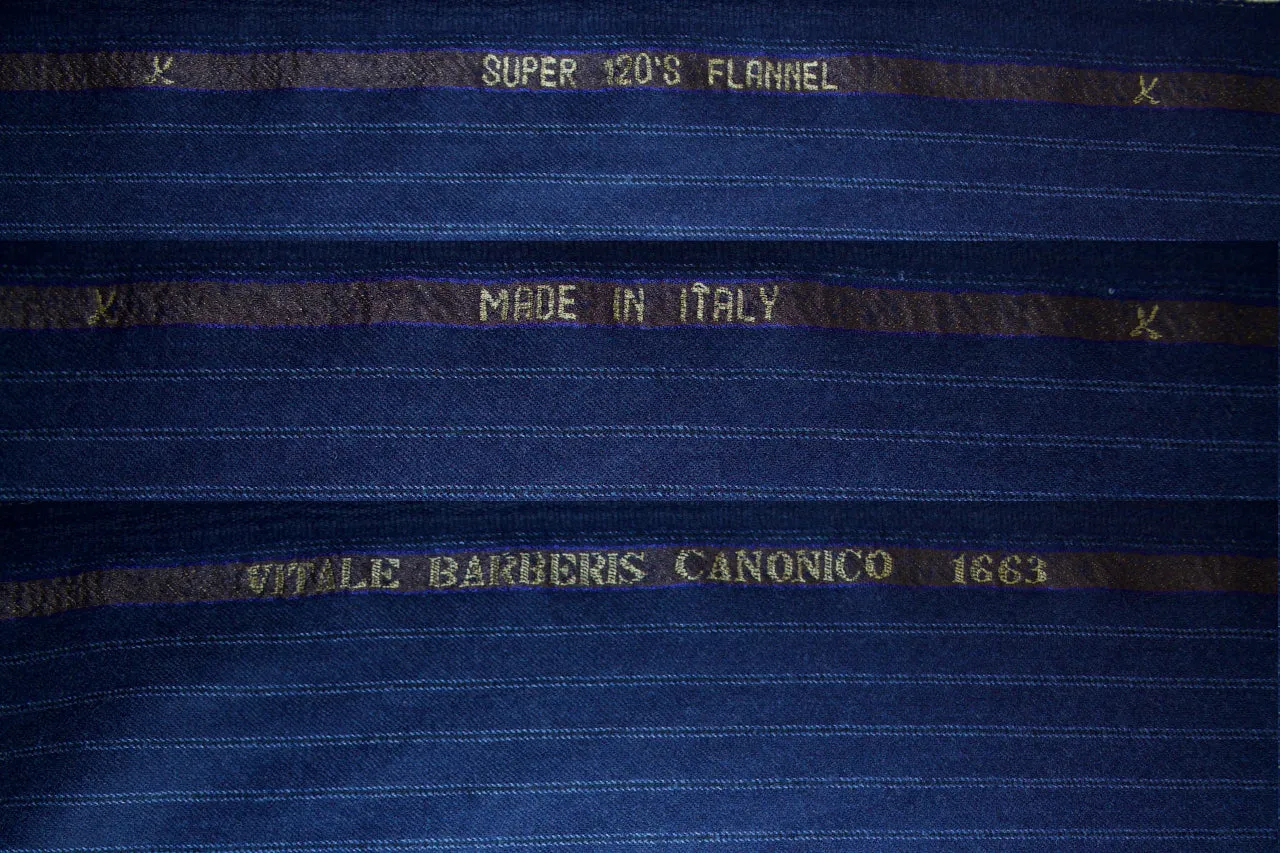 SUPER 120'S FLANNEL
MADE IN ITALY
VITALE BARBERIS CANONICO 1663